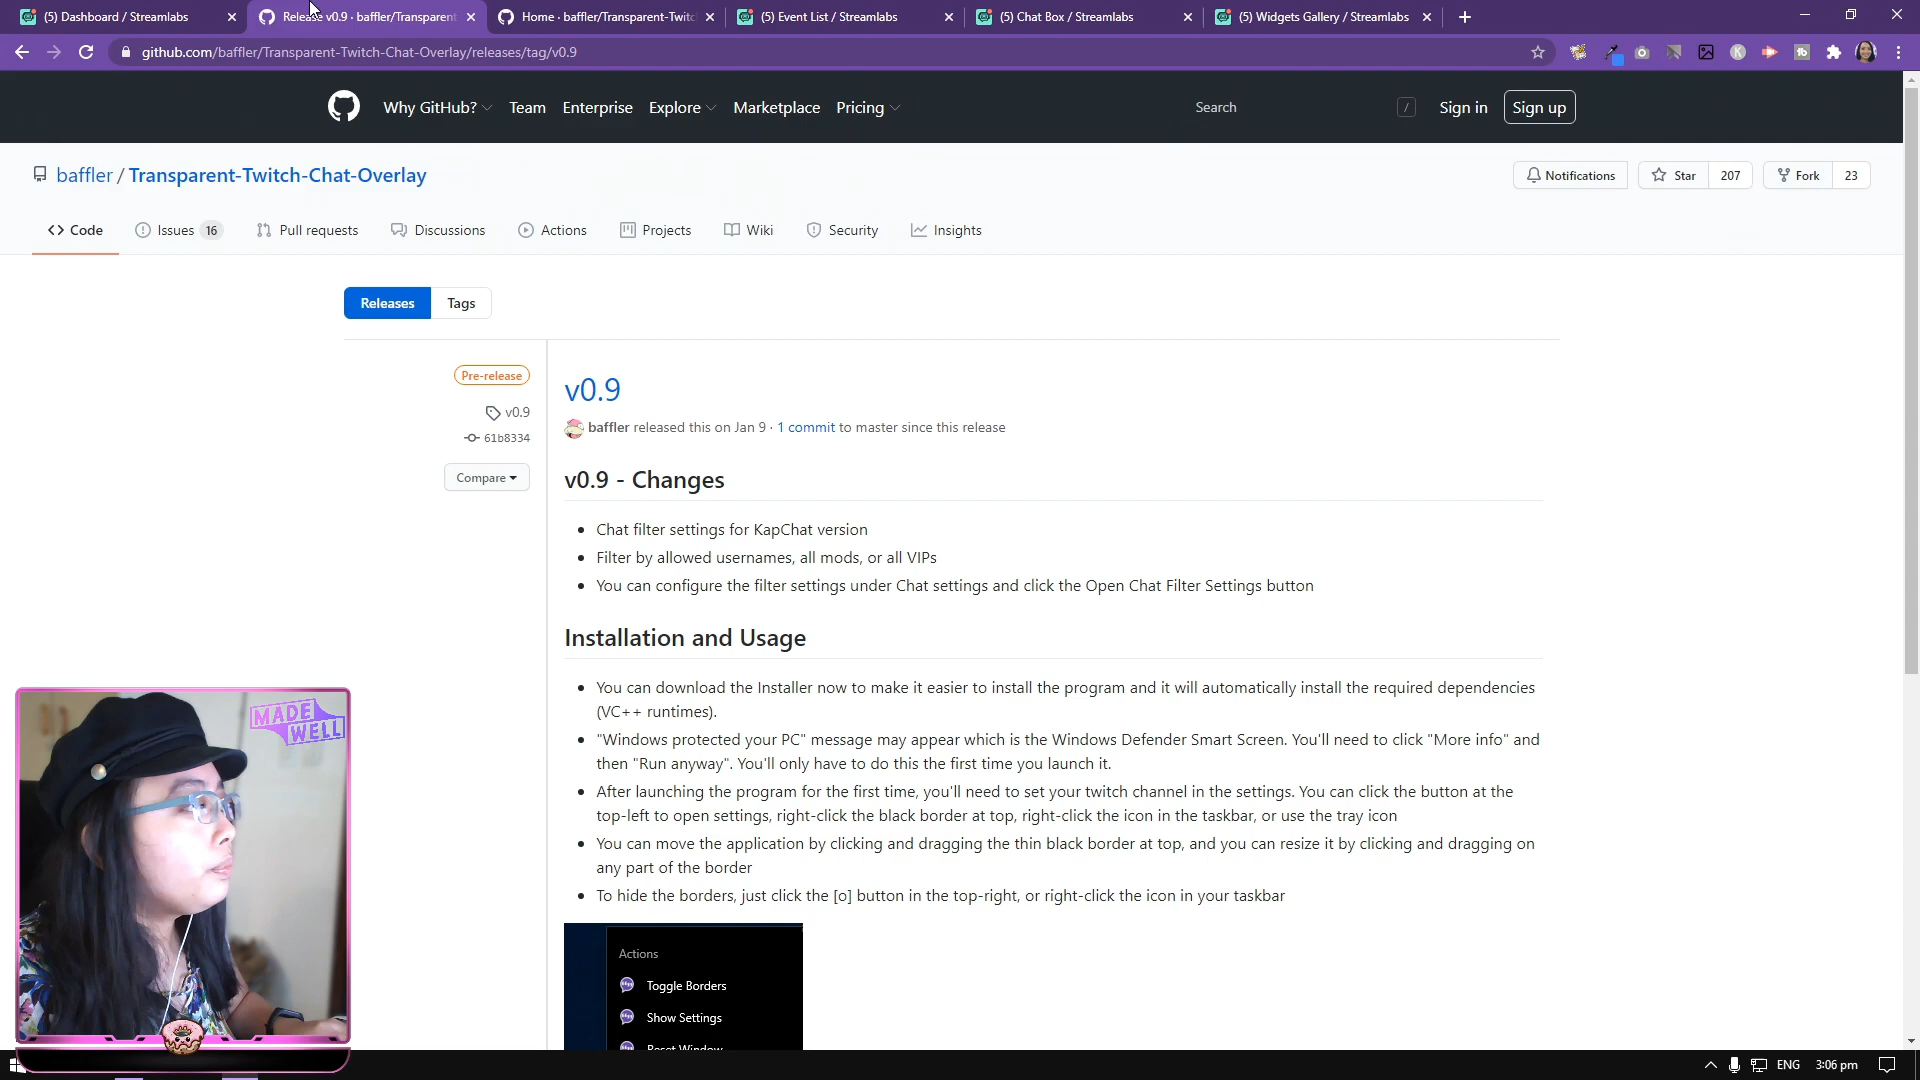 (5) Dashboard / Streamlabs
Release v0.9 · baffler/Transparent
Home · baffler/Transparent-Twitc
(5) Event List / Streamlabs
(5) Chat Box / Streamlabs
(5) Widgets Gallery / Streamlabs
github.com/baffler/Transparent-Twitch-Chat-Overlay/releases/tag/v0.9
Why GitHub? Team Enterprise Explore Marketplace Pricing
Search /
Sign in Sign up
baffler / Transparent-Twitch-Chat-Overlay
Notifications Star 207 Fork 23
<> Code Issues 16 Pull requests Discussions Actions Projects Wiki Security Insights
Releases Tags
Pre-release
v0.9
61b8334
Compare
v0.9
baffler released this on Jan 9 · 1 commit to master since this release
v0.9 - Changes
• Chat filter settings for KapChat version
• Filter by allowed usernames, all mods, or all VIPs
• You can configure the filter settings under Chat settings and click the Open Chat Filter Settings button
Installation and Usage
• You can download the Installer now to make it easier to install the program and it will automatically install the required dependencies
(VC++ runtimes).
• "Windows protected your PC" message may appear which is the Windows Defender Smart Screen. You'll need to click "More info" and
then "Run anyway". You'll only have to do this the first time you launch it.
• After launching the program for the first time, you'll need to set your twitch channel in the settings. You can click the button at the
top-left to open settings, right-click the black border at top, right-click the icon in the taskbar, or use the tray icon
• You can move the application by clicking and dragging the thin black border at top, and you can resize it by clicking and dragging on
any part of the border
• To hide the borders, just click the [o] button in the top-right, or right-click the icon in your taskbar
Actions
Toggle Borders
Show Settings
Reset Window
MADE
WELL
ENG 3:06 pm